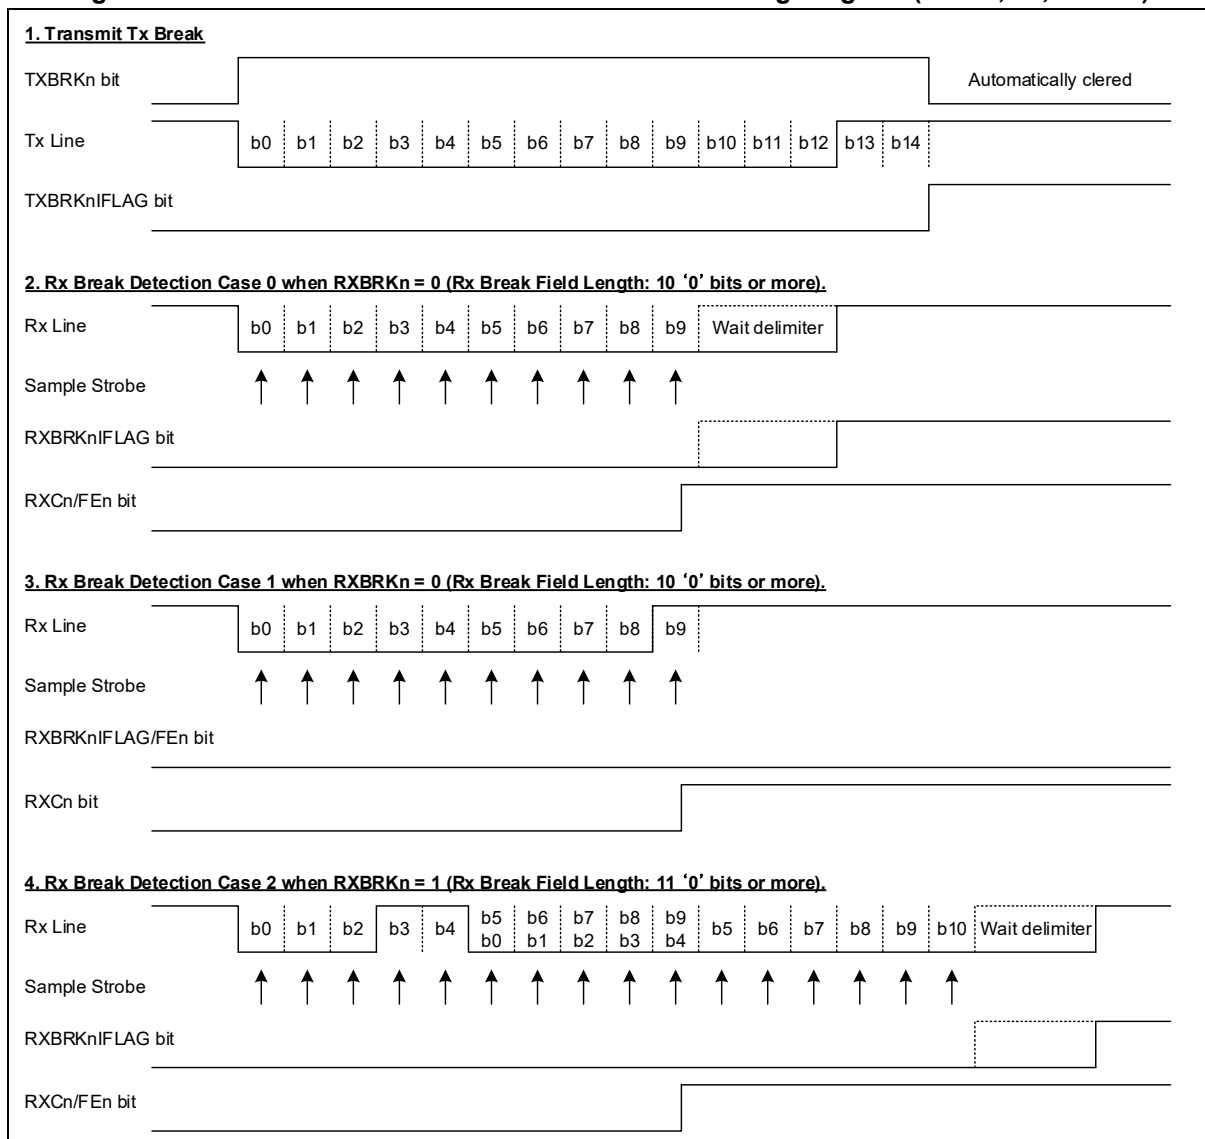 1. Transmit Tx Break
TXBRKn bit
Automatically clered
Tx Line
b0 b1 b2 b3 b4 b5 b6 b7 b8 b9 b10 b11 b12 b13 b14
TXBRKnIFLAG bit
2. Rx Break Detection Case 0 when RXBRKn = 0 (Rx Break Field Length: 10 ‘0’ bits or more).
Rx Line
b0 b1 b2 b3 b4 b5 b6 b7 b8 b9 Wait delimiter
Sample Strobe
RXBRKnIFLAG bit
RXCn/FEn bit
3. Rx Break Detection Case 1 when RXBRKn = 0 (Rx Break Field Length: 10 ‘0’ bits or more).
Rx Line
b0 b1 b2 b3 b4 b5 b6 b7 b8 b9
Sample Strobe
RXBRKnIFLAG/FEn bit
RXCn bit
4. Rx Break Detection Case 2 when RXBRKn = 1 (Rx Break Field Length: 11 ‘0’ bits or more).
Rx Line
b0 b1 b2 b3 b4 b5 b6 b7 b8 b9 b5 b6 b7 b8 b9 b10 Wait delimiter
b0 b1 b2 b3 b4
Sample Strobe
RXBRKnIFLAG bit
RXCn/FEn bit